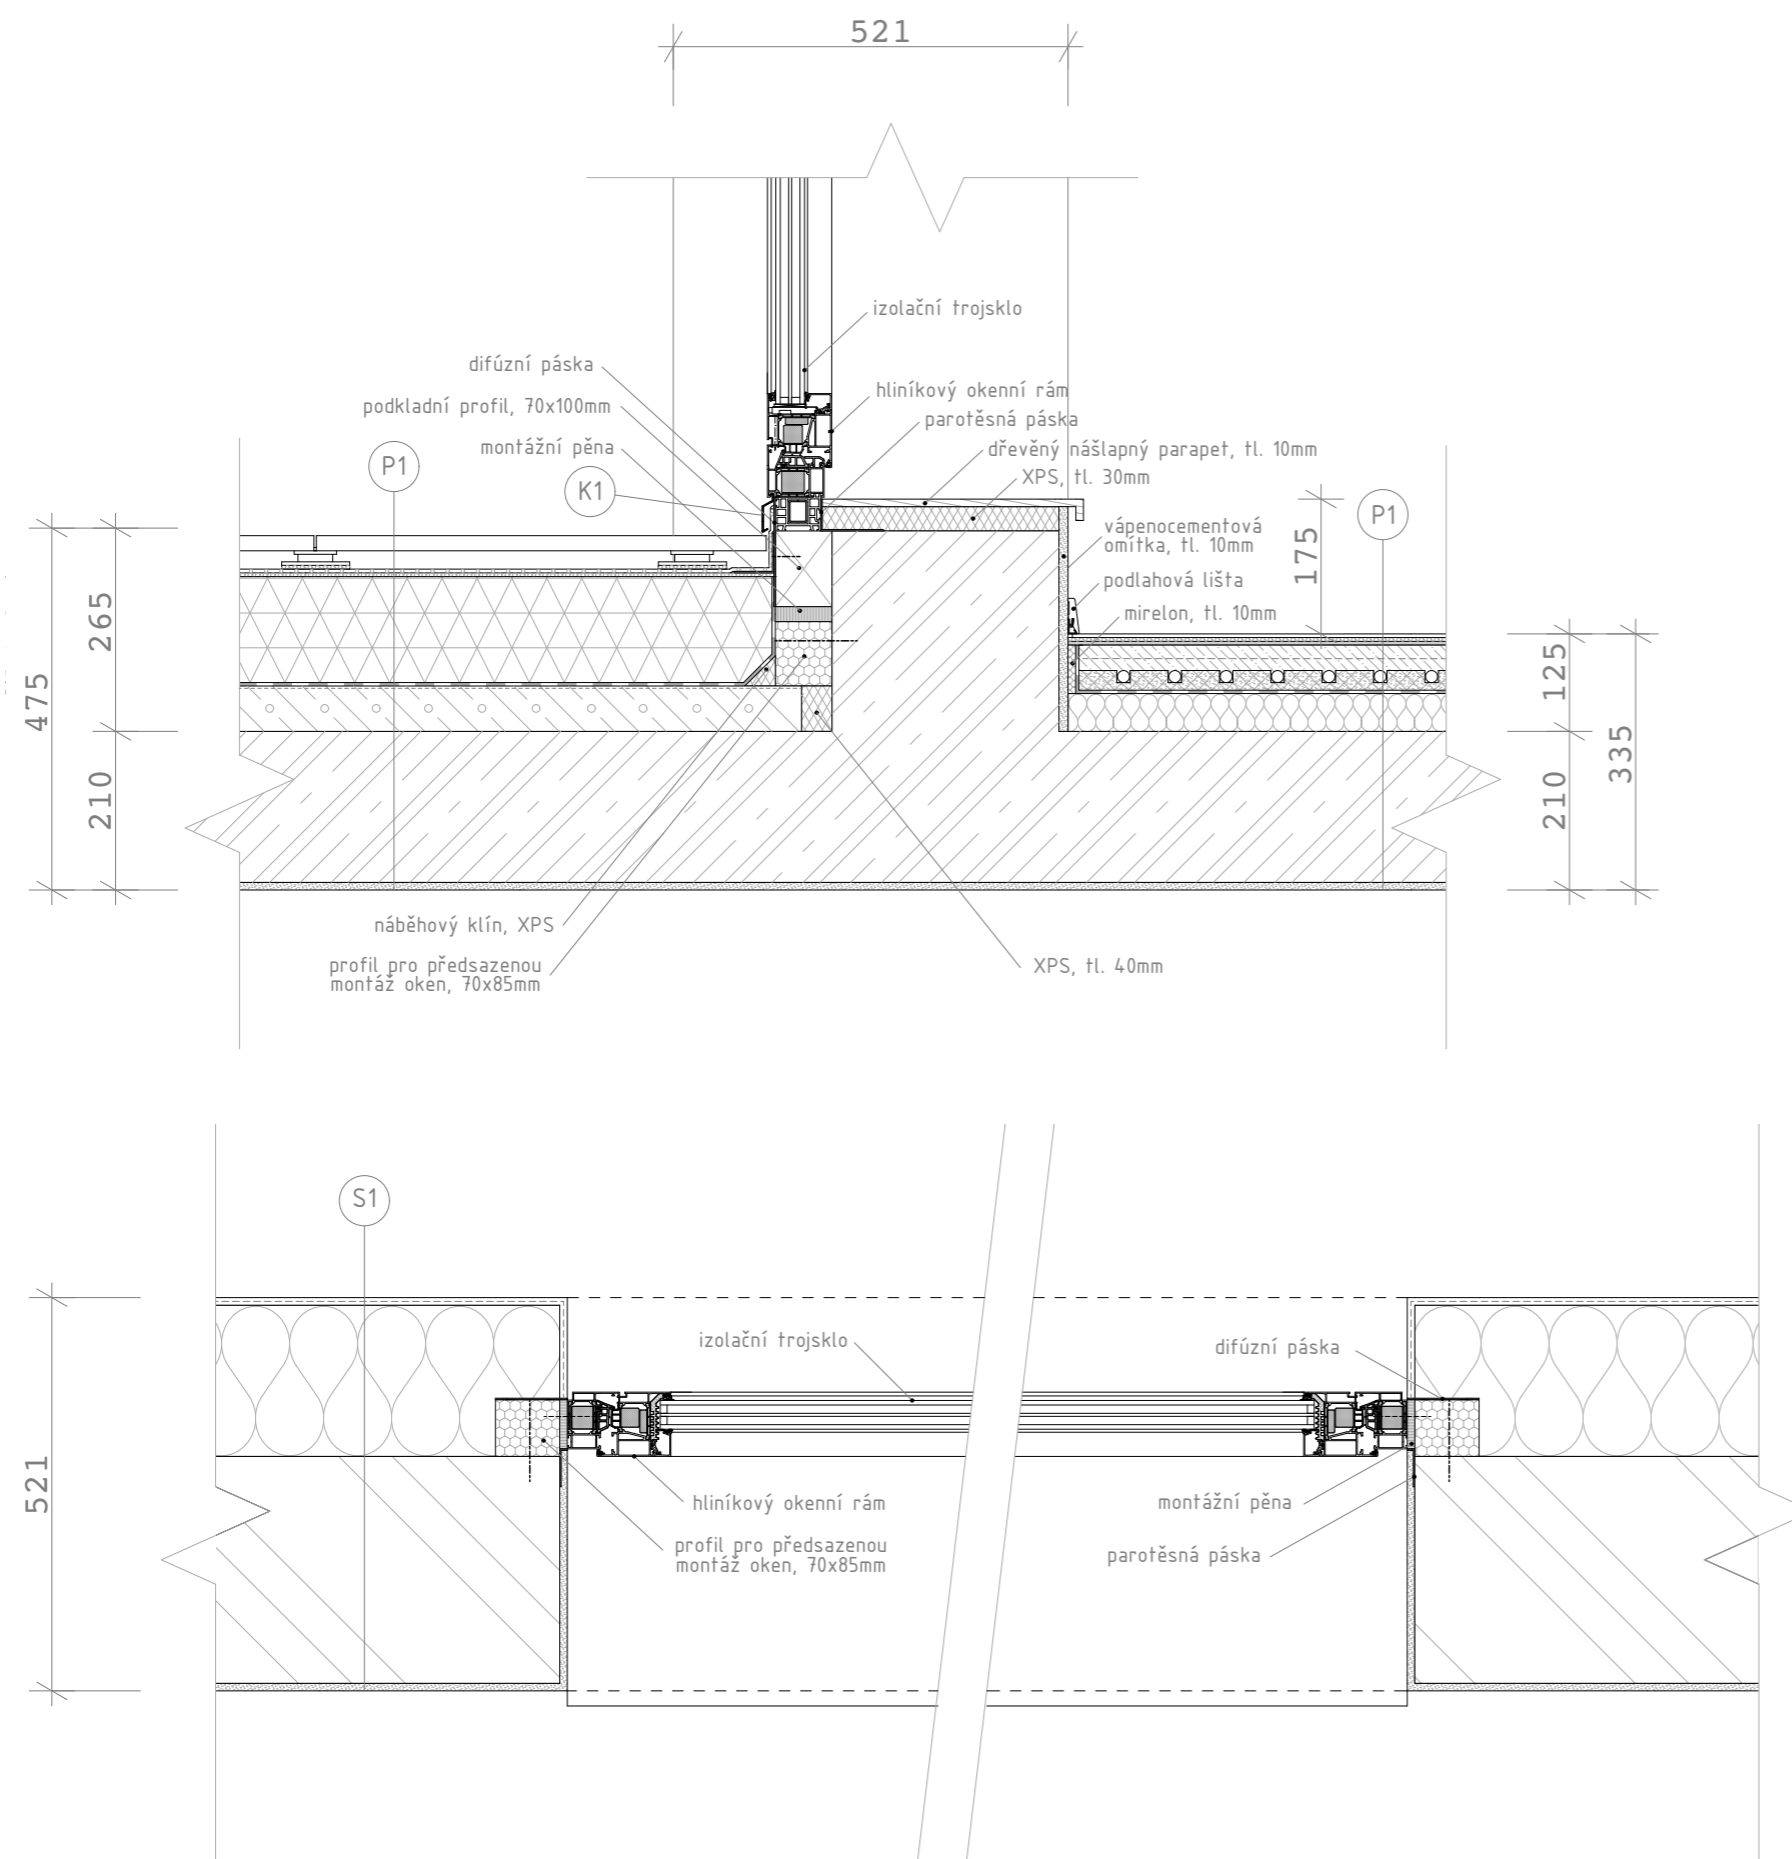 521
izolační trojsklo
difúzní páska
hliníkový okenní rám
podkladní profil, 70x100mm
parotěsná páska
montážní pěna
dřevěný nášlapný parapet, tl. 10mm
P1
XPS, tl. 30mm
K1
P1
vápenocementová
omítka, tl. 10mm
175
podlahová lišta
mirelon, tl. 10mm
265
475
210
125
335
210
náběhový klín, XPS
profil pro předsazenou
montáž oken, 70x85mm
XPS, tl. 40mm
S1
izolační trojsklo
difúzní páska
521
hliníkový okenní rám
montážní pěna
profil pro předsazenou
montáž oken, 70x85mm
parotěsná páska